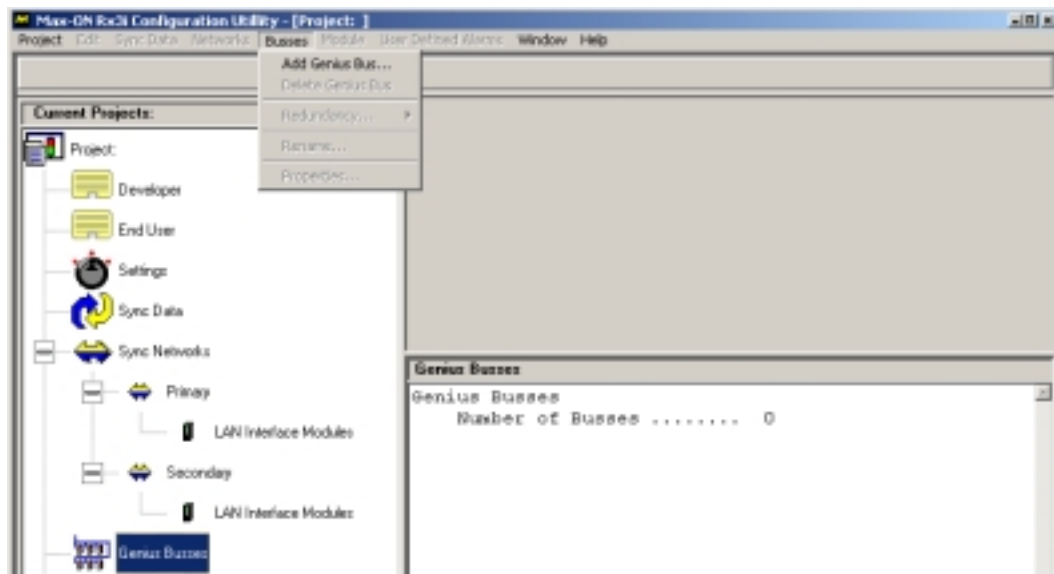 Max-ON Rx3i Configuration Utility - [Project: ]
Project Edit Sync Data Networks Busses Module User Defined Alarms Window Help
Add Genius Bus...
Delete Genius Bus
Redundancy...
Rename...
Properties...
Current Projects:
Project:
Developer
End User
Settings
Sync Data
Sync Networks
Primary
LAN Interface Modules
Secondary
LAN Interface Modules
Genius Busses
Genius Busses
Genius Busses
Number of Busses ........ 0